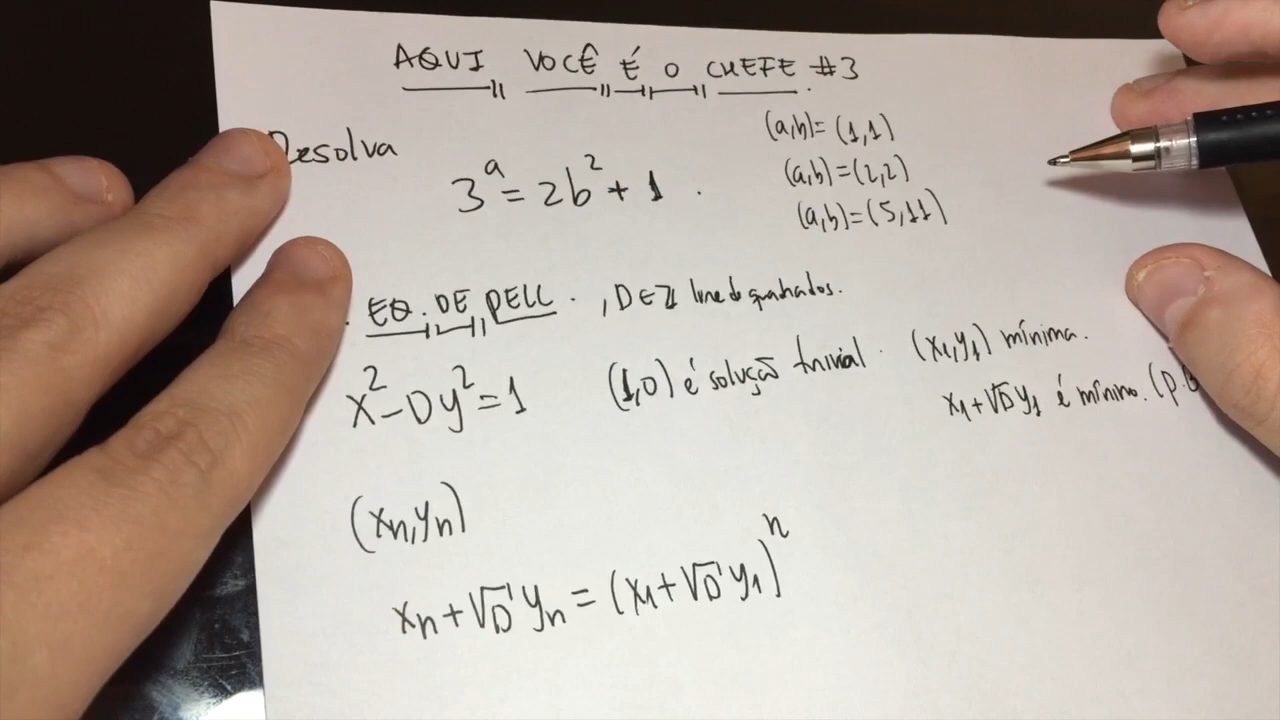 AQUI VOCÊ É O CHEFE #3
Resolva
3^a = 2b^2 + 1 .
(a,b) = (1,1)
(a,b) = (2,2)
(a,b) = (5,11)
. EQ. DE PELL . , D ∈ ℤ livre de quadrados.
x^2 - Dy^2 = 1
(1,0) é solução trivial .
(x₁,y₁) mínima.
x₁ + √D y₁ é mínimo. (P.
(xₙ,yₙ)
xₙ + √D yₙ = (x₁ + √D y₁)^n